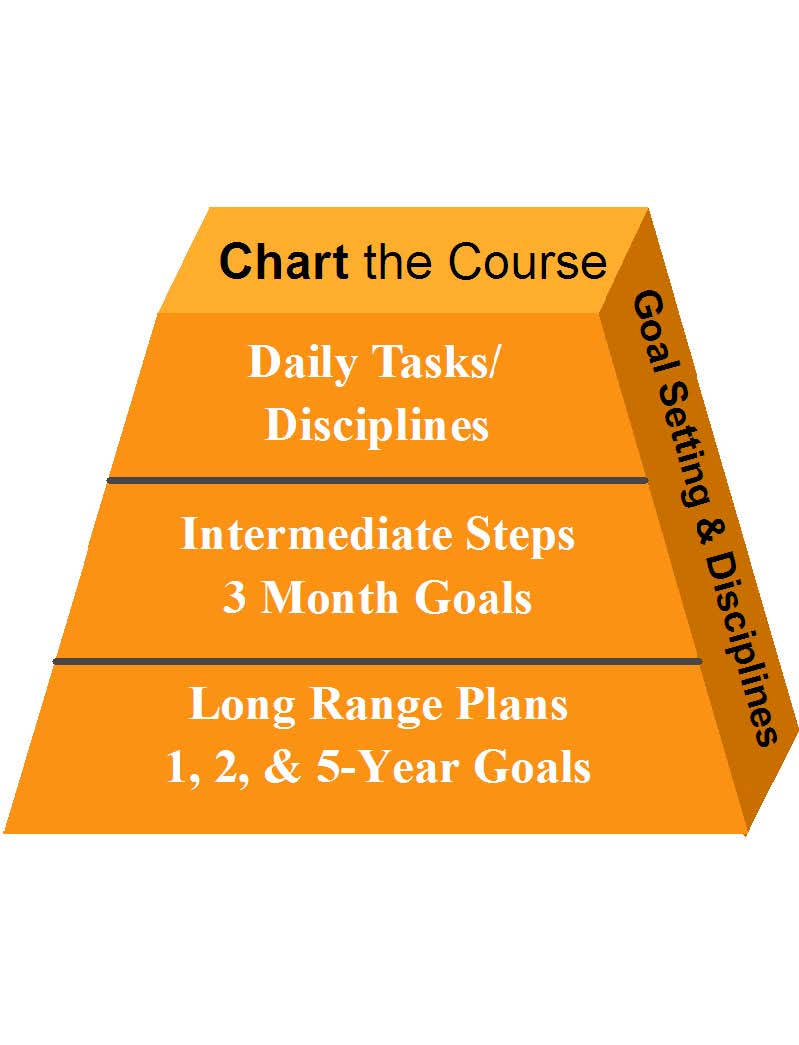 Chart the Course
Daily Tasks/
Disciplines
Intermediate Steps
3 Month Goals
Long Range Plans
1, 2, & 5-Year Goals
Goal Setting & Disciplines